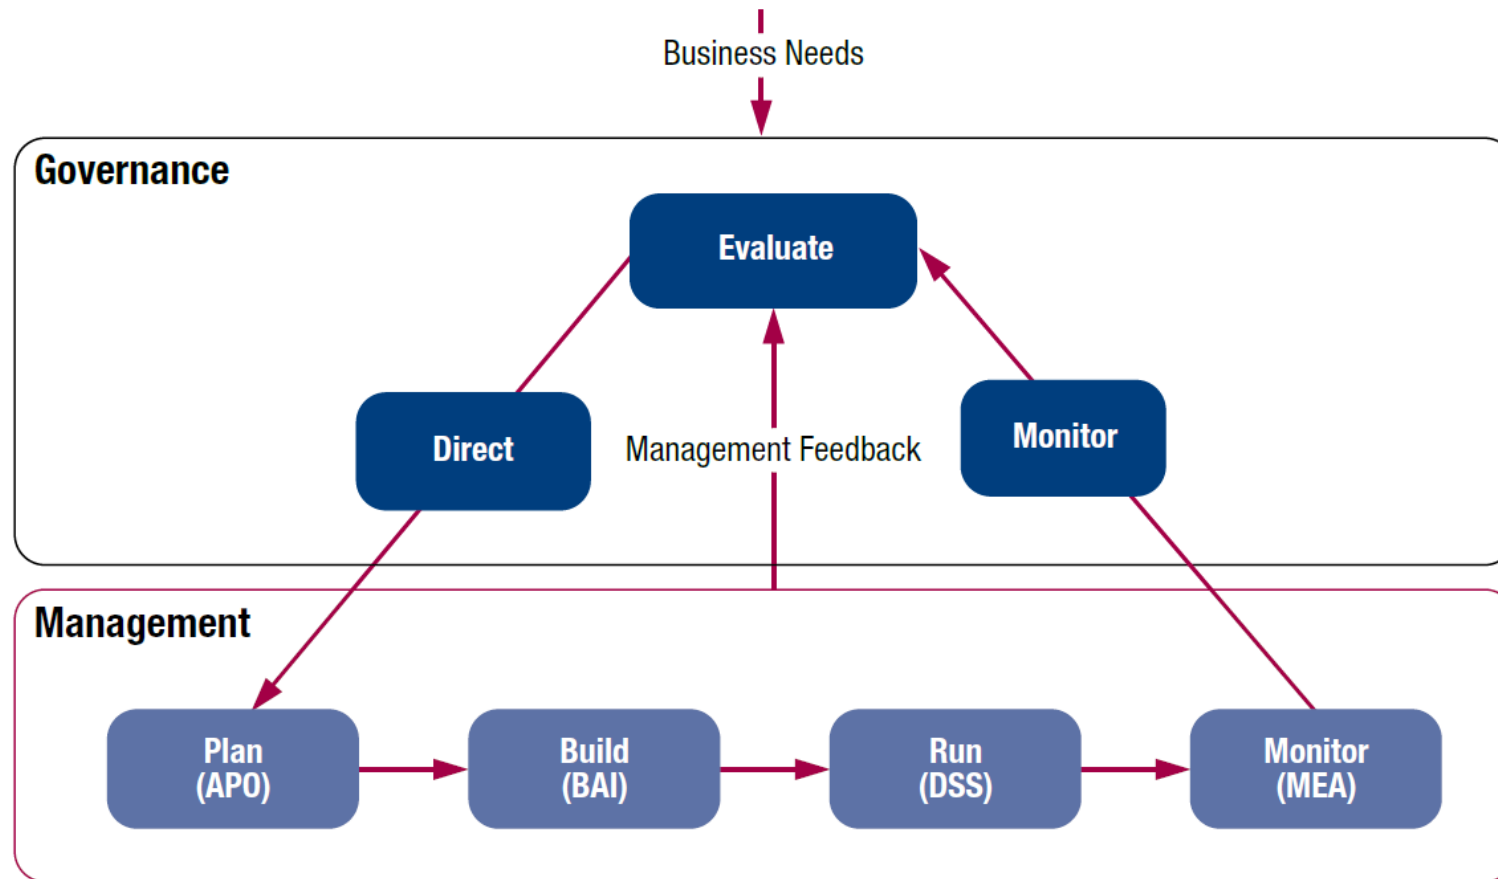 Business Needs
Governance
Evaluate
Direct
Management Feedback
Monitor
Management
Plan
(APO)
Build
(BAI)
Run
(DSS)
Monitor
(MEA)